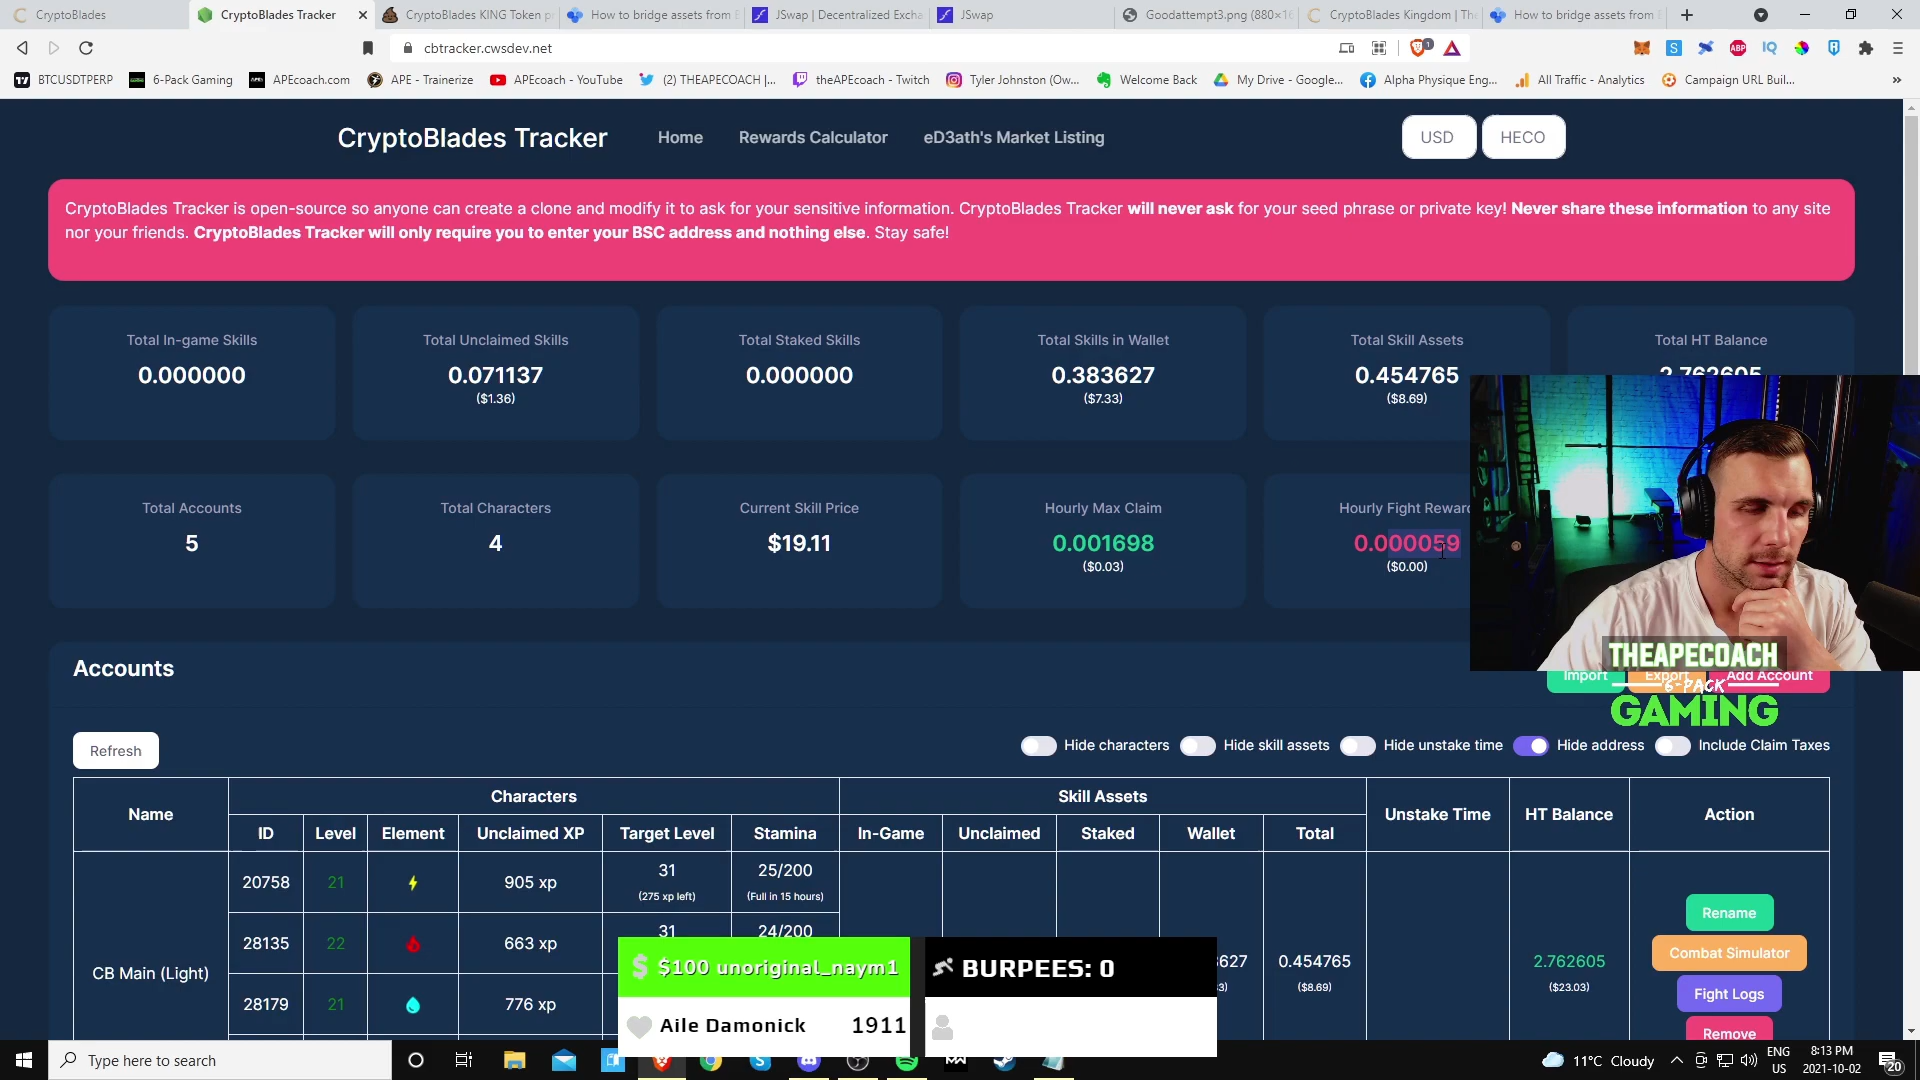 CryptoBlades
CryptoBlades Tracker
CryptoBlades KING Token p
How to bridge assets from
JSwap | Decentralized Excha
JSwap
Goodattempt3.png (880×1
CryptoBlades Kingdom | The
How to bridge assets from
cbtracker.cwsdev.net
BTCUSDTPERP
6-Pack Gaming
APEcoach.com
APE - Trainerize
APEcoach - YouTube
(2) THEAPECOACH |...
theAPEcoach - Twitch
Tyler Johnston (Ow...
Welcome Back
My Drive - Google...
Alpha Physique Eng...
All Traffic - Analytics
Campaign URL Buil...
CryptoBlades Tracker
Home
Rewards Calculator
eD3ath's Market Listing
USD
HECO
CryptoBlades Tracker is open-source so anyone can create a clone and modify it to ask for your sensitive information. CryptoBlades Tracker will never ask for your seed phrase or private key! Never share these information to any site
nor your friends. CryptoBlades Tracker will only require you to enter your BSC address and nothing else. Stay safe!
Total In-game Skills
0.000000
Total Unclaimed Skills
0.071137
($1.36)
Total Staked Skills
0.000000
Total Skills in Wallet
0.383627
($7.33)
Total Skill Assets
0.454765
($8.69)
Total HT Balance
2.762605
Total Accounts
5
Total Characters
4
Current Skill Price
$19.11
Hourly Max Claim
0.001698
($0.03)
Hourly Fight Reward
0.000059
($0.00)
THEAPECOACH
6-PACK
GAMING
Accounts
Import
Export
Add Account
Refresh
Hide characters
Hide skill assets
Hide unstake time
Hide address
Include Claim Taxes
Name
Characters
Skill Assets
Unstake Time
HT Balance
Action
ID
Level
Element
Unclaimed XP
Target Level
Stamina
In-Game
Unclaimed
Staked
Wallet
Total
CB Main (Light)
20758
21
905 xp
31
(275 xp left)
25/200
(Full in 15 hours)
28135
22
663 xp
31
24/200
28179
21
776 xp
3627
0.454765
($8.69)
2.762605
($23.03)
Rename
Combat Simulator
Fight Logs
Remove
$100 unoriginal_naym1
BURPEES: 0
Aile Damonick 1911
Type here to search
11°C Cloudy
ENG
US
8:13 PM
2021-10-02
20